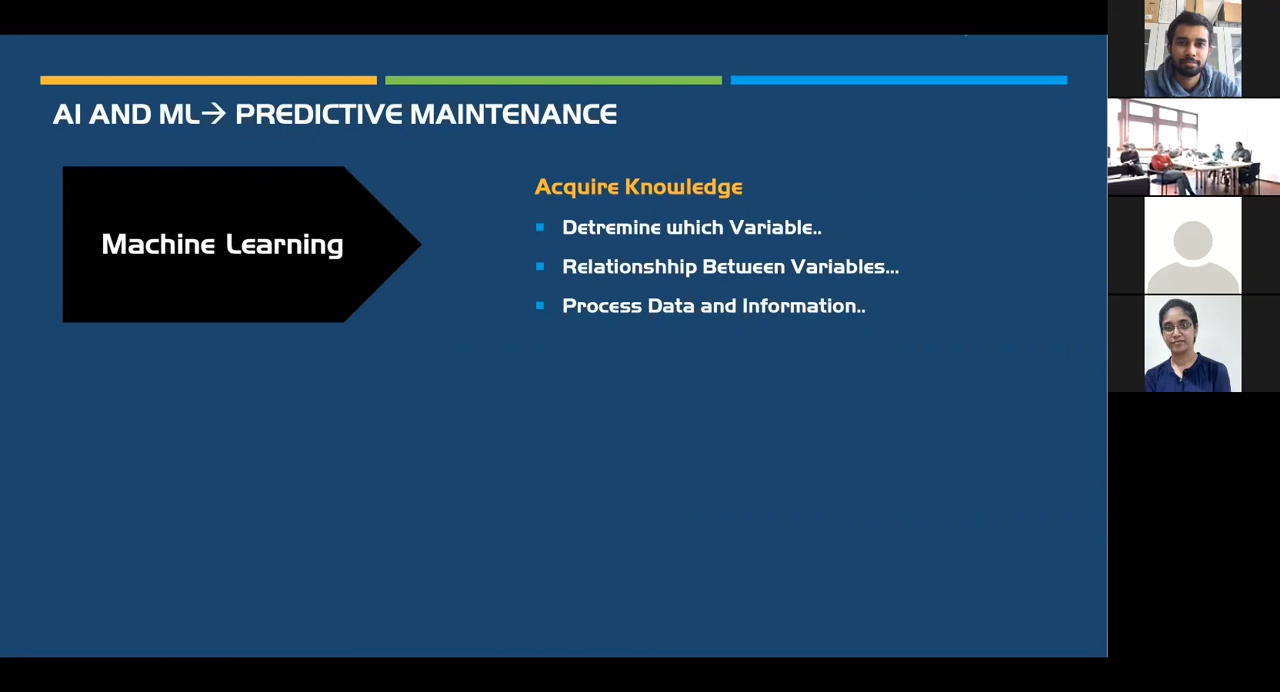 AI AND ML→ PREDICTIVE MAINTENANCE
Machine Learning
Acquire Knowledge
Detremine which Variable..
Relationshhip Between Variables...
Process Data and Information..